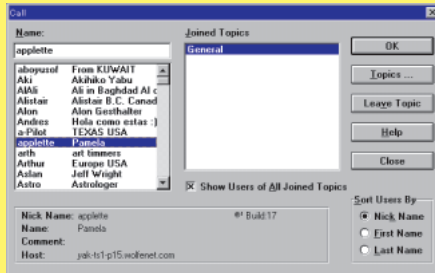 Call
Name:
applette
aboyusof From KUWAIT
Aki Akihiko Yabu
AlAli Ali in Baghdad Al c
Alistair Alistair B.C. Canad
Alon Alon Gesthalter
Andrez Hola como estas :)
a-Pilot TEXAS USA
applette Pamela
arth art timmers
Arthur Europe USA
Aslan Jeff Wright
Astro Astrologer
Joined Topics
General
Show Users of All Joined Topics
OK
Topics ...
Leave Topic
Help
Close
Nick Name: applette Build:17
Name: Pamela
Comment:
Host: yak-ts1-p15.wolfenet.com
Sort Users By
Nick Name
First Name
Last Name